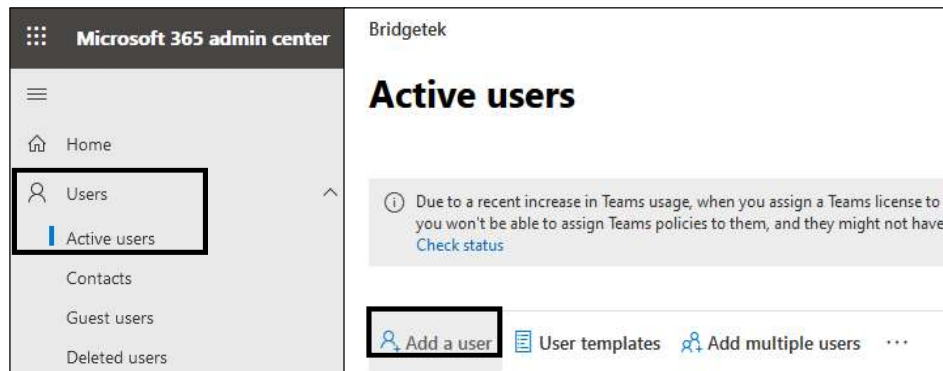 Microsoft 365 admin center
Home
Users
Active users
Contacts
Guest users
Deleted users
Bridgetek
Active users
Due to a recent increase in Teams usage, when you assign a Teams license to
you won't be able to assign Teams policies to them, and they might not have
Check status
Add a user
User templates
Add multiple users